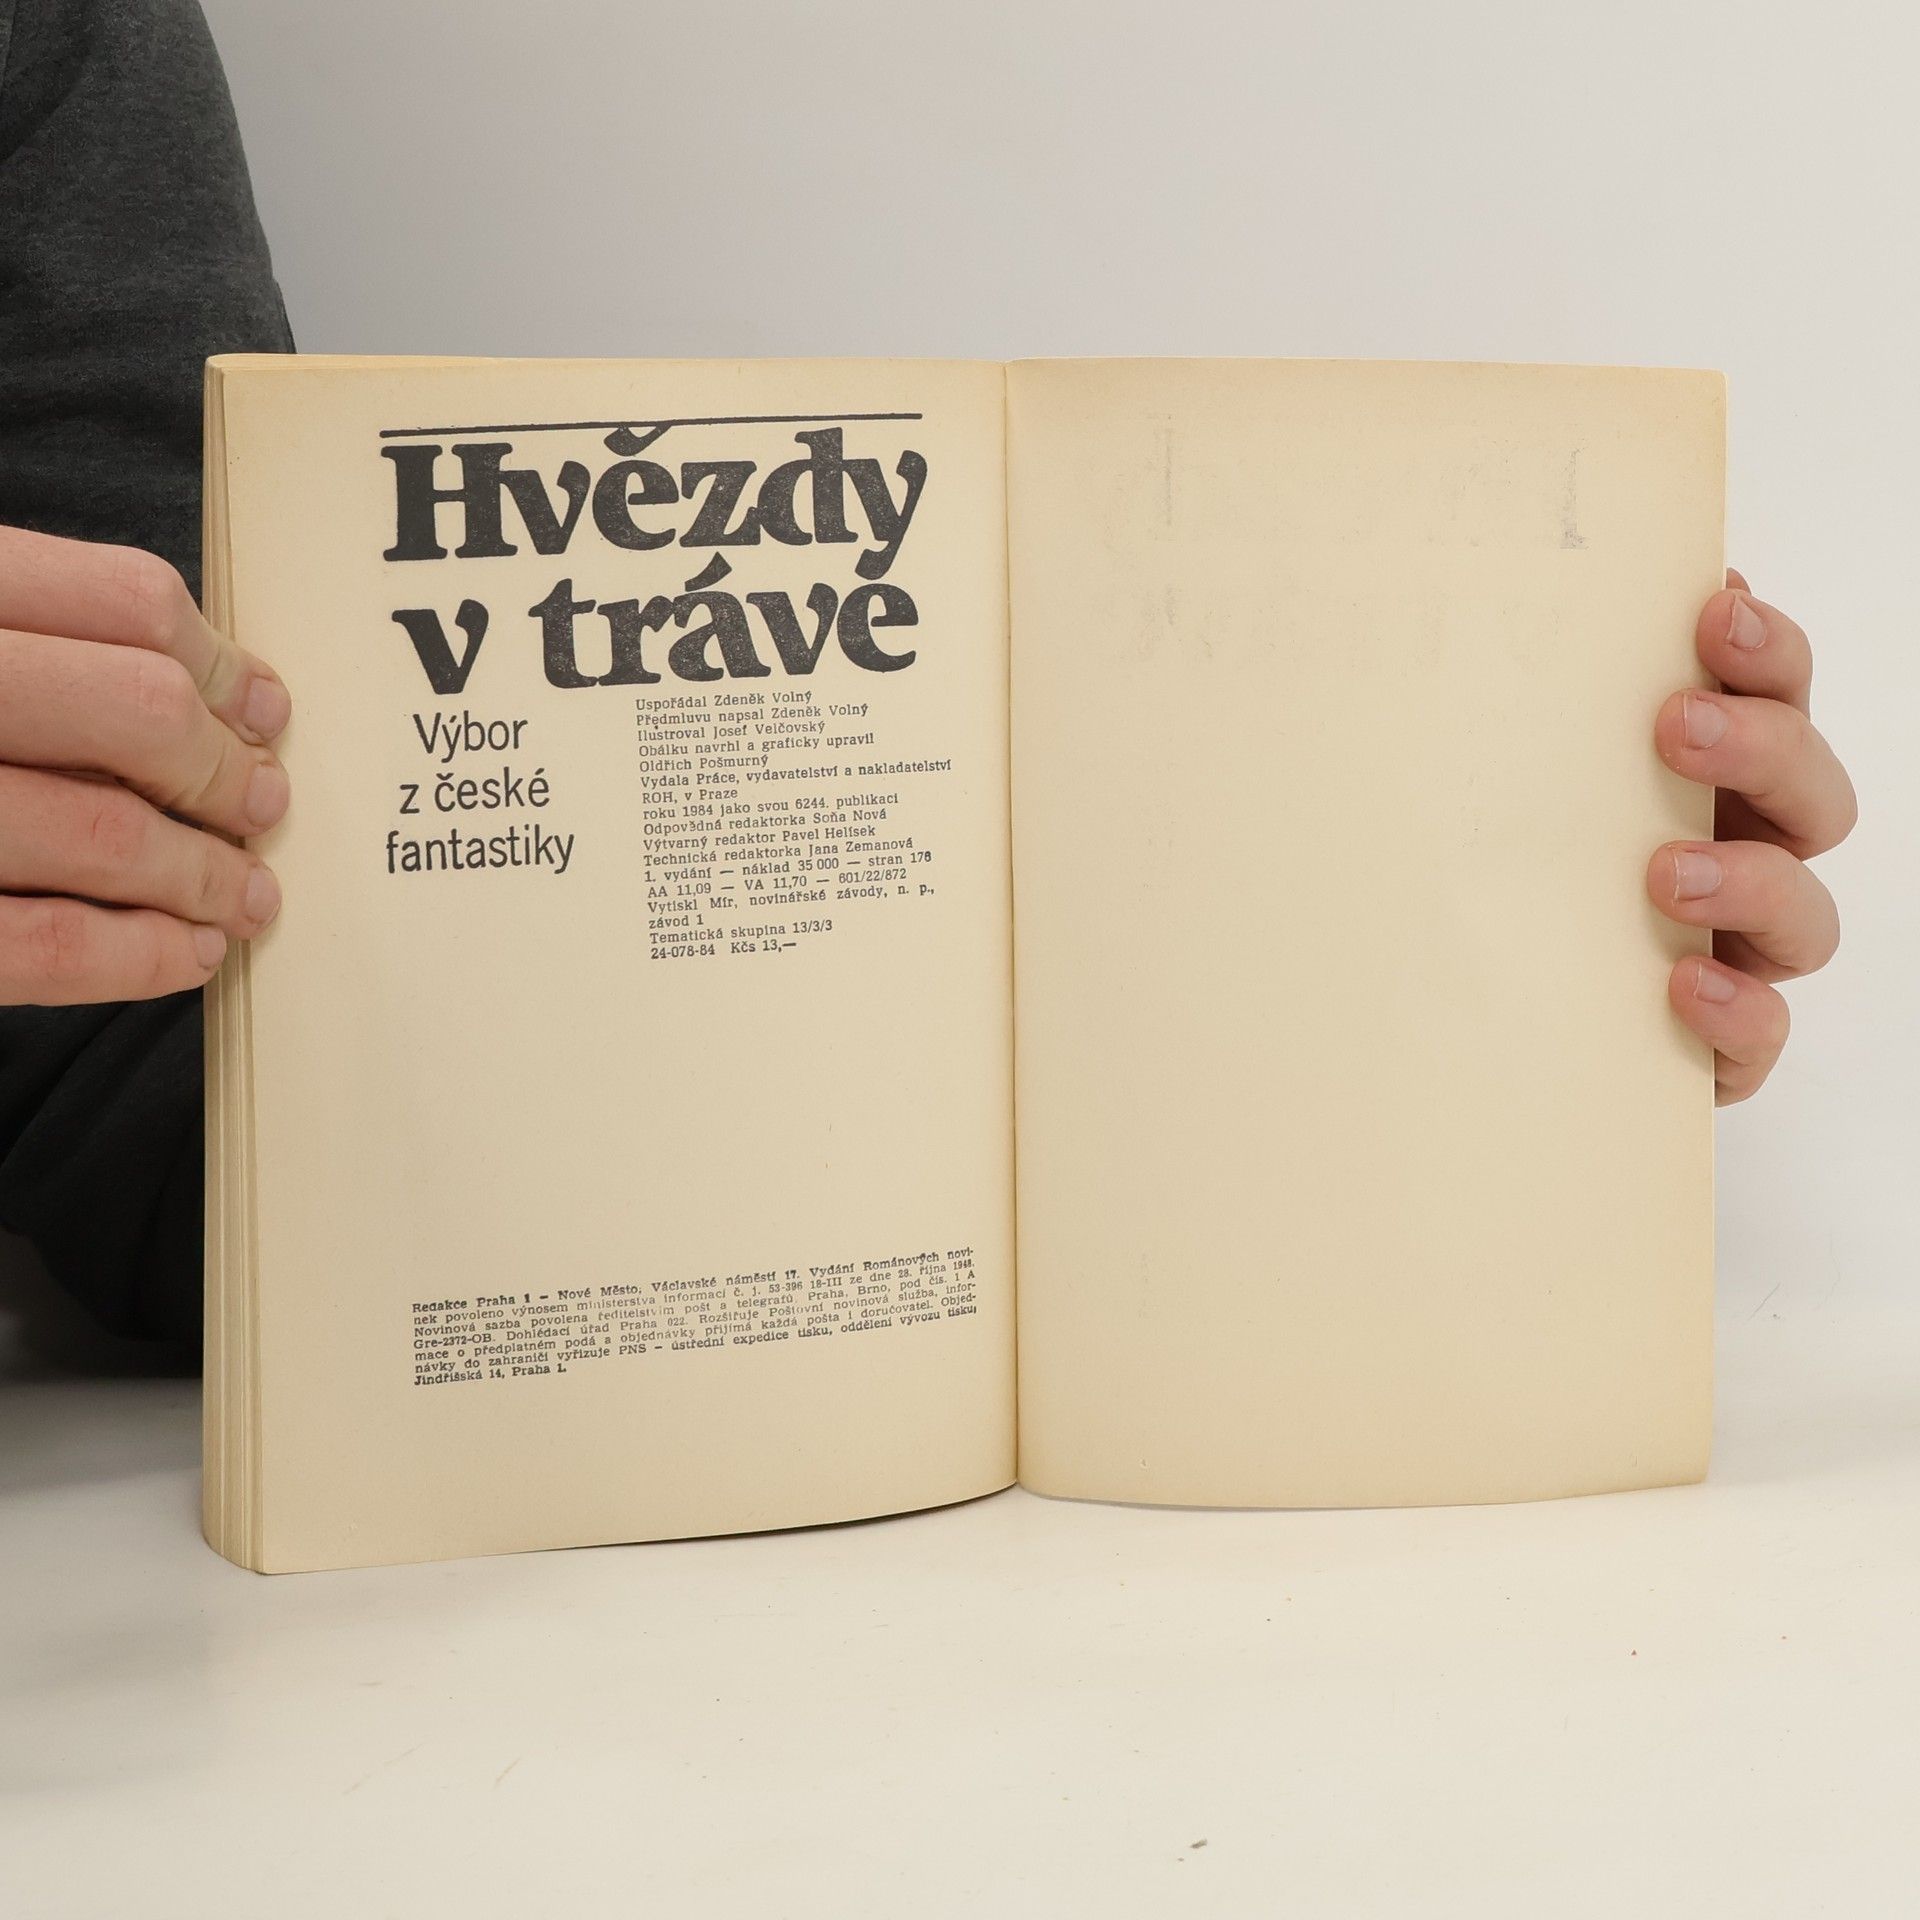 Hvězdy
v trávě
Výbor
z české
fantastiky
Uspořádal Zdeněk Volný
Předmluvu napsal Zdeněk Volný
Ilustroval Josef Velčovský
Obálku navrhl a graficky upravil
Oldřich Pošmurný
Vydala Práce, vydavatelství a nakladatelství
ROH, v Praze
roku 1984 jako svou 6244. publikaci
Odpovědná redaktorka Soňa Nová
Výtvarný redaktor Pavel Helísek
Technická redaktorka Jana Zemanová
1. vydání — náklad 35 000 — stran 176
AA 11,09 — VA 11,70 — 601/22/872
Vytiskl Mír, novinářské závody, n. p.,
závod 1
Tematická skupina 13/3/3
24-078-84 Kčs 13,—
Redakce Praha 1 – Nové Město, Václavské náměstí 17. Vydání Románových novi-
nek povoleno výnosem ministerstva informací č. j. 53-396 18-III ze dne 28. října 1948.
Novinová sazba povolena ředitelstvím pošt a telegrafů, Praha, Brno, pod čís. 1 A
Gre-2372-OB. Dohlédací úřad Praha 022. Rozšiřuje Poštovní novinová služba, infor-
mace o předplatném podá a objednávky přijímá každá pošta i doručovatel. Objed-
návky do zahraničí vyřizuje PNS – ústřední expedice tisku, oddělení vývozu tisku,
Jindřišská 14, Praha 1.